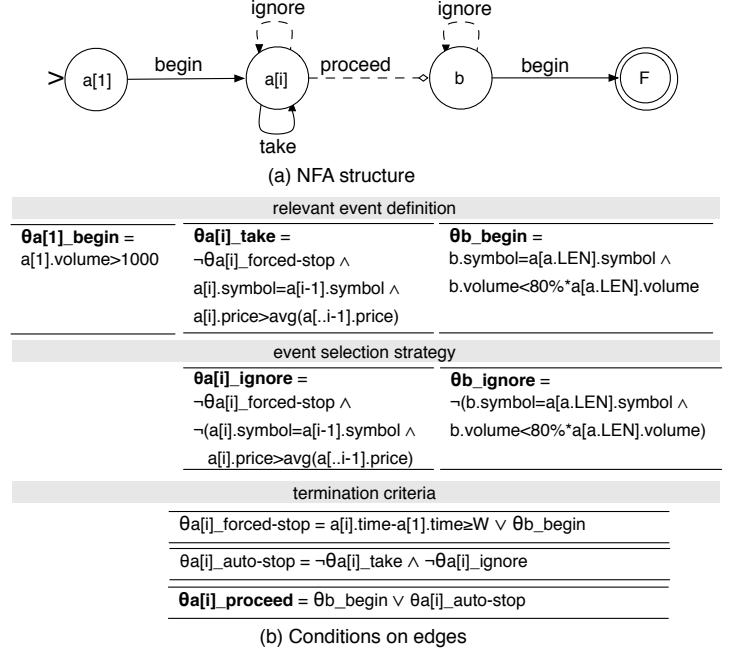 ignore
ignore
> a[1]
begin
a[i]
proceed
b
begin
F
take
(a) NFA structure
relevant event definition
θa[1]_begin =
a[1].volume>1000
θa[i]_take =
¬θa[i]_forced-stop ∧
a[i].symbol=a[i-1].symbol ∧
a[i].price>avg(a[..i-1].price)
θb_begin =
b.symbol=a[a.LEN].symbol ∧
b.volume<80%*a[a.LEN].volume
event selection strategy
θa[i]_ignore =
¬θa[i]_forced-stop ∧
¬(a[i].symbol=a[i-1].symbol ∧
a[i].price>avg(a[..i-1].price)
θb_ignore =
¬(b.symbol=a[a.LEN].symbol ∧
b.volume<80%*a[a.LEN].volume)
termination criteria
θa[i]_forced-stop = a[i].time-a[1].time≥W ∨ θb_begin
θa[i]_auto-stop = ¬θa[i]_take ∧ ¬θa[i]_ignore
θa[i]_proceed = θb_begin ∨ θa[i]_auto-stop
(b) Conditions on edges